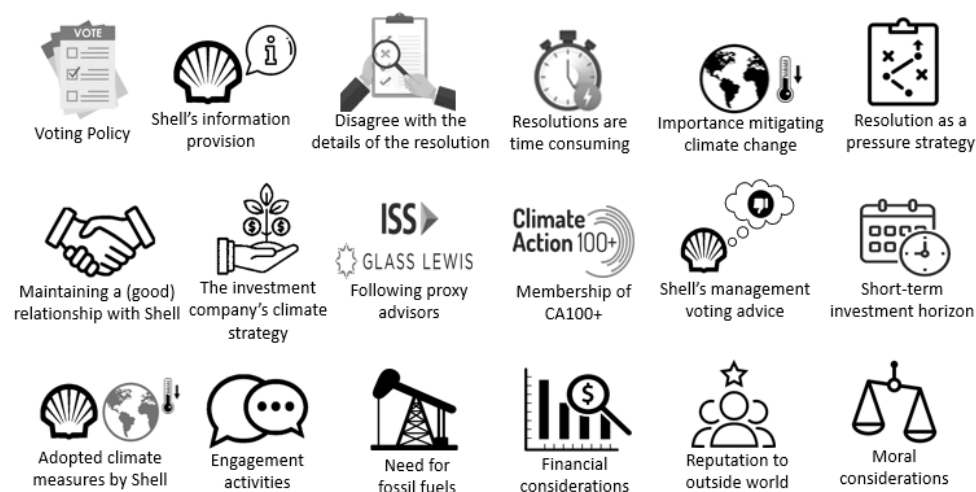 VOTE
Voting Policy
Shell's information
provision
Disagree with the
details of the resolution
Resolutions are
time consuming
Importance mitigating
climate change
Resolution as a
pressure strategy
Maintaining a (good)
relationship with Shell
The investment
company's climate
strategy
ISS
GLASS LEWIS
Following proxy
advisors
Climate
Action 100+
Membership of
CA100+
Shell's management
voting advice
Short-term
investment horizon
Adopted climate
measures by Shell
Engagement
activities
Need for
fossil fuels
Financial
considerations
Reputation to
outside world
Moral
considerations